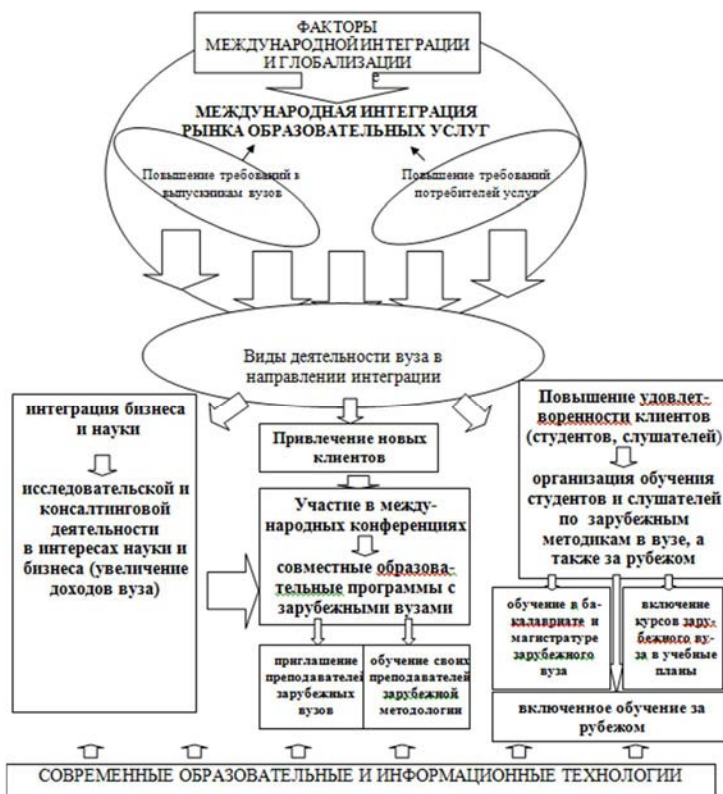 ФАКТОРЫ
МЕЖДУНАРОДНОЙ ИНТЕГРАЦИИ
И ГЛОБАЛИЗАЦИИ
е
МЕЖДУНАРОДНАЯ ИНТЕГРАЦИЯ
РЫНКА ОБРАЗОВАТЕЛЬНЫХ УСЛУГ
Повышение требований в
выпускникам вузов
Повышение требований
потребителей услуг
Виды деятельности вуза в
направлении интеграции
интеграция бизнеса
и науки
исследовательской и
консалтинговой
деятельности
в интересах науки и
бизнеса (увеличение
доходов вуза)
Привлечение новых
клиентов
Участие в между-
народных конференциях
совместные образова-
тельные программы с
зарубежными вузами
приглашение
преподавателей
зарубежных
вузов
обучение своих
преподавателей
зарубежной
методологии
Повышение удовлет-
воренности клиентов
(студентов, слушателей)
организация обучения
студентов и слушателей
по зарубежным
методикам в вузе, а
также за рубежом
обучение в ба-
калавриате и
магистратуре
зарубежного
вуза
включение
курсов зару-
бежного ву-
за в учебные
планы
включенное обучение за
рубежом
СОВРЕМЕННЫЕ ОБРАЗОВАТЕЛЬНЫЕ И ИНФОРМАЦИОННЫЕ ТЕХНОЛОГИИ